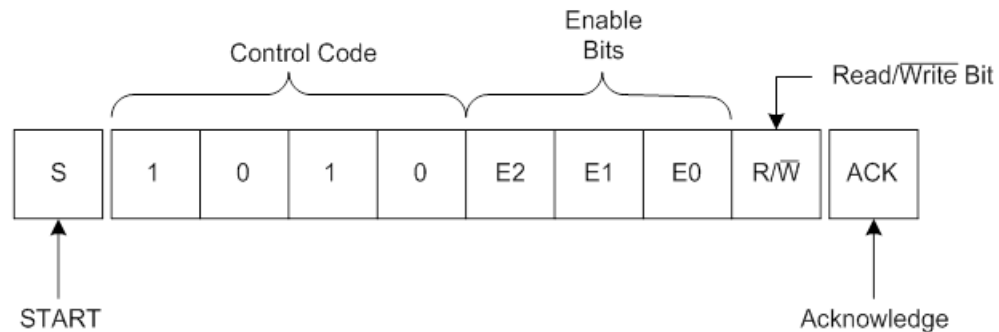 Enable
Bits
Control Code
Read/Write Bit
S 1 0 1 0 E2 E1 E0 R/W̅ ACK
START
Acknowledge